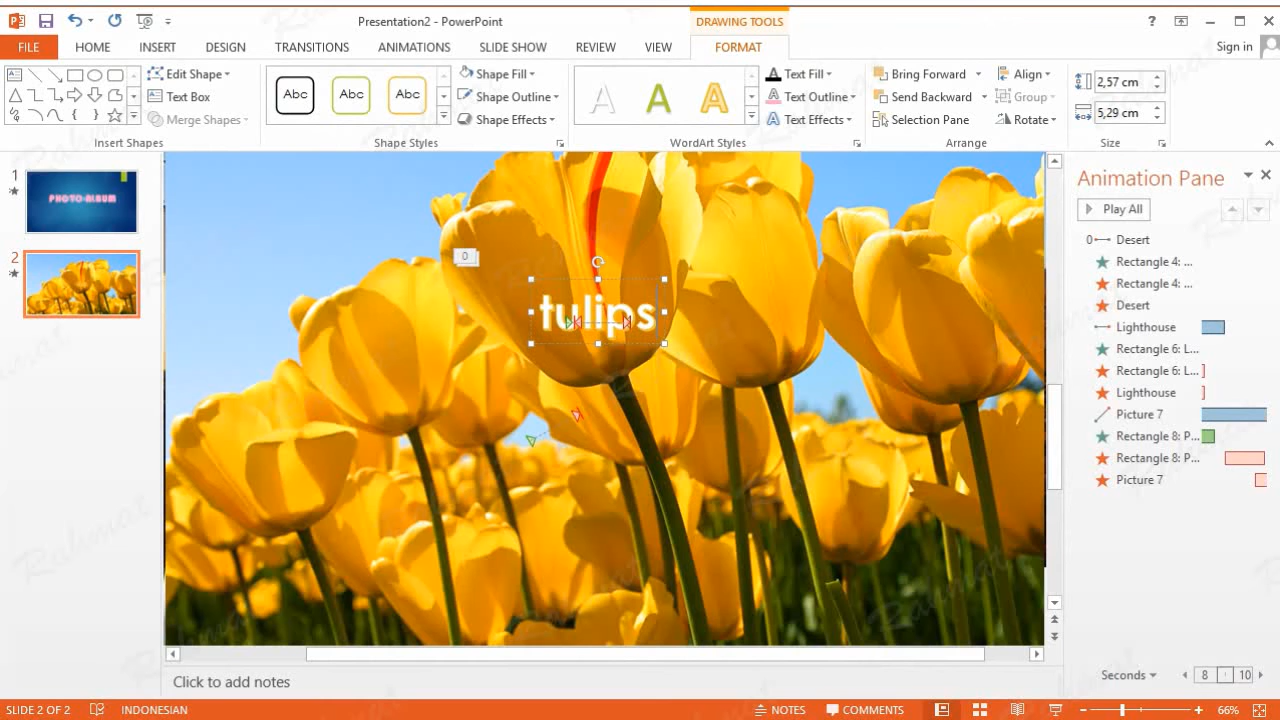 Presentation2 - PowerPoint
DRAWING TOOLS
?
FILE HOME INSERT DESIGN TRANSITIONS ANIMATIONS SLIDE SHOW REVIEW VIEW FORMAT Sign in
Edit Shape
Text Box
Merge Shapes
Insert Shapes
Abc Abc Abc
Shape Fill
Shape Outline
Shape Effects
Shape Styles
A A A
Text Fill
Text Outline
Text Effects
WordArt Styles
Bring Forward
Send Backward
Selection Pane
Align
Group
Rotate
Arrange
2,57 cm
5,29 cm
Size
1
PHOTO ALBUM
2
0
tulips
Animation Pane
Play All
0 Desert
Rectangle 4: ...
Rectangle 4: ...
Desert
Lighthouse
Rectangle 6: L...
Rectangle 6: L...
Lighthouse
Picture 7
Rectangle 8: P...
Rectangle 8: P...
Picture 7
Seconds 8 10
Click to add notes
SLIDE 2 OF 2 INDONESIAN NOTES COMMENTS 66%
Rahmat